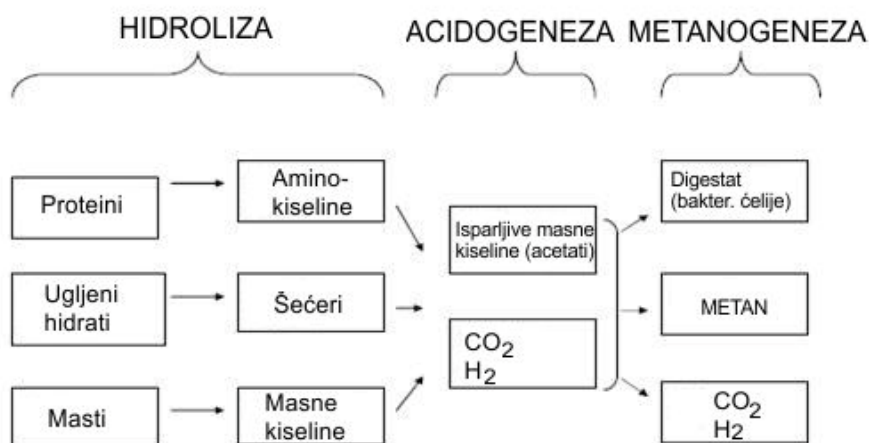 HIDROLIZA
ACIDOGENEZA
METANOGENEZA
Proteini
Amino-
kiseline
Ugljeni
hidrati
Šećeri
Masti
Masne
kiseline
Isparljive masne
kiseline (acetati)
CO2
H2
Digestat
(bakter. ćelije)
METAN
CO2
H2